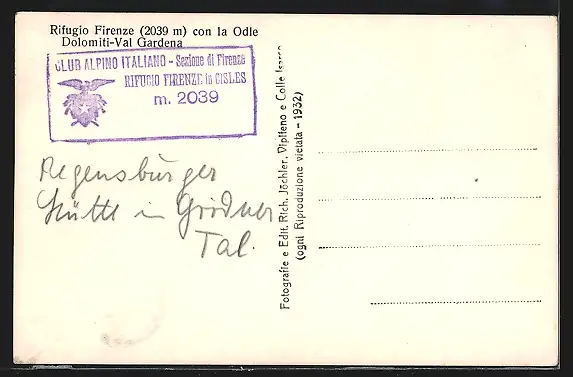 Rifugio Firenze (2039 m) con la Odle
Dolomiti-Val Gardena
CLUB ALPINO ITALIANO - Sezione di Firenze
RIFUGIO FIRENZE in CISLES
m. 2039
Regensburger
Hütte in Grödner
Tal.
Fotografie e Edit. Rich. Jöchler, Vipiteno e Colle Isarco
(ogni Riproduzione vietata - 1932)